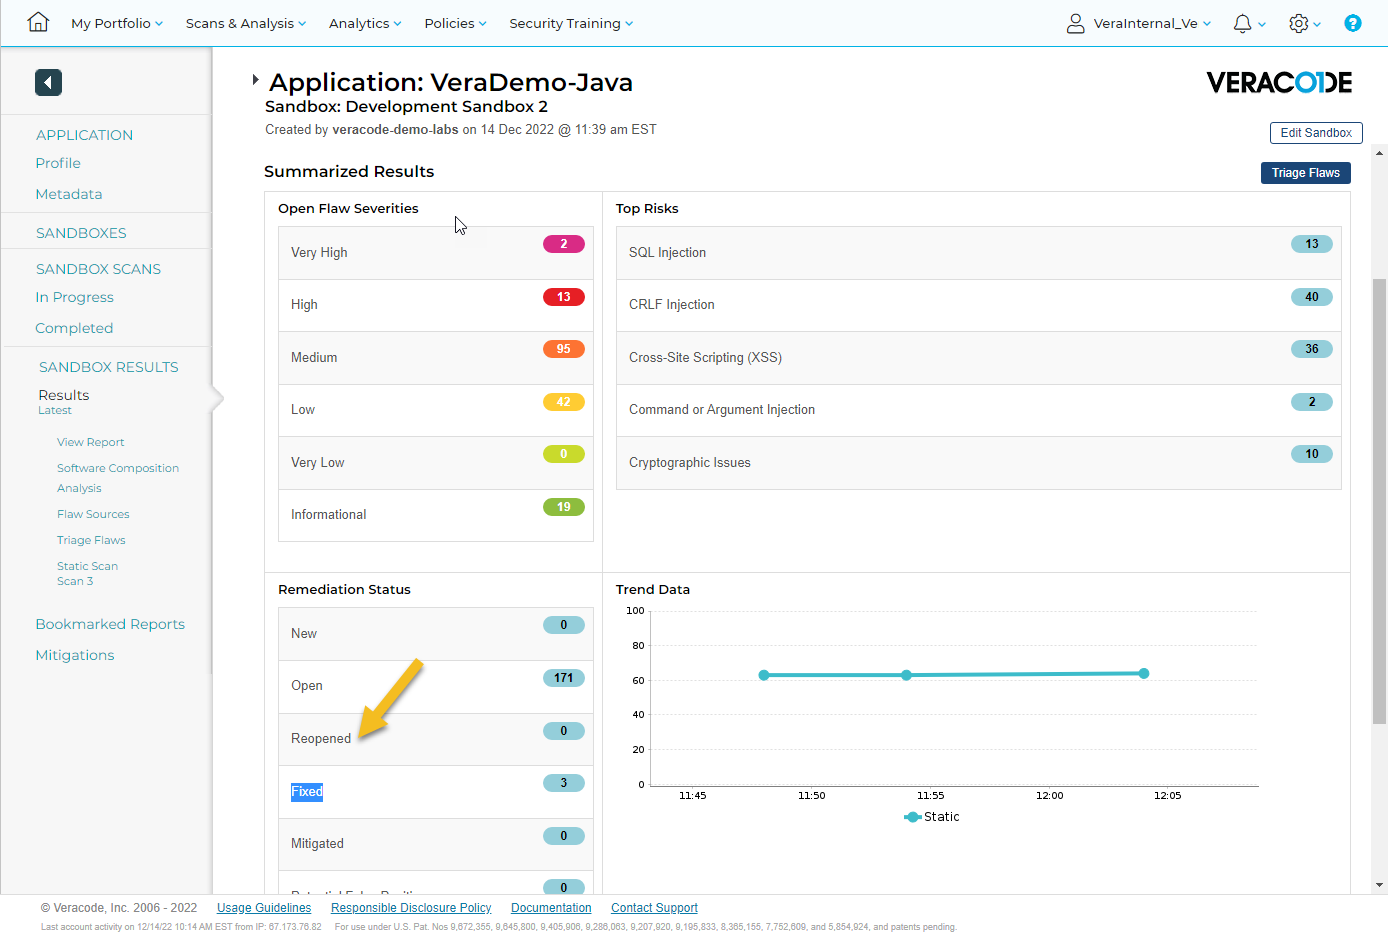 My Portfolio
Scans & Analysis
Analytics
Policies
Security Training
VeraInternal_Ve
?
APPLICATION
Profile
Metadata
SANDBOXES
SANDBOX SCANS
In Progress
Completed
SANDBOX RESULTS
Results
Latest
View Report
Software Composition
Analysis
Flaw Sources
Triage Flaws
Static Scan
Scan 3
Bookmarked Reports
Mitigations
Application: VeraDemo-Java
Sandbox: Development Sandbox 2
Created by veracode-demo-labs on 14 Dec 2022 @ 11:39 am EST
VERACODE
Edit Sandbox
Summarized Results
Triage Flaws
Open Flaw Severities
Very High 2
High 13
Medium 95
Low 42
Very Low 0
Informational 19
Top Risks
SQL Injection 13
CRLF Injection 40
Cross-Site Scripting (XSS) 36
Command or Argument Injection 2
Cryptographic Issues 10
Remediation Status
New 0
Open 171
Reopened 0
Fixed 3
Mitigated 0
0
Trend Data
100
80
60
40
20
0
11:45 11:50 11:55 12:00 12:05
Static
© Veracode, Inc. 2006 - 2022 Usage Guidelines Responsible Disclosure Policy Documentation Contact Support
Last account activity on 12/14/22 10:14 AM EST from IP: 67.173.76.82 For use under U.S. Pat. Nos 9,672,355, 9,645,800, 9,405,906, 9,286,063, 9,207,920, 9,195,833, 8,365,155, 7,752,609, and 5,854,924, and patents pending.